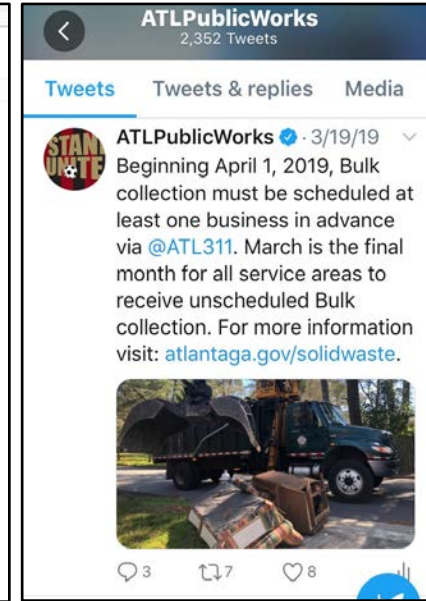 ATLPublicWorks
2,352 Tweets
Tweets Tweets & replies Media
STAND
UNITE
ATLPublicWorks · 3/19/19
Beginning April 1, 2019, Bulk
collection must be scheduled at
least one business in advance
via @ATL311. March is the final
month for all service areas to
receive unscheduled Bulk
collection. For more information
visit: atlantaga.gov/solidwaste.
3 7 8